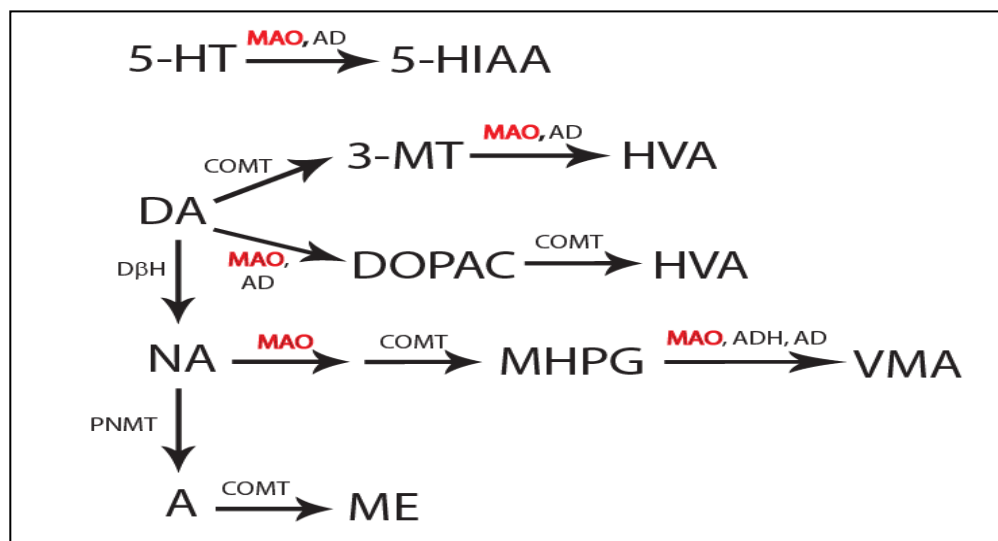 MAO, AD
5-HT 5-HIAA
MAO, AD
COMT 3-MT HVA
DA
COMT
MAO, DOPAC HVA
DβH AD
MAO COMT MAO, ADH, AD
NA MHPG VMA
PNMT
COMT
A ME